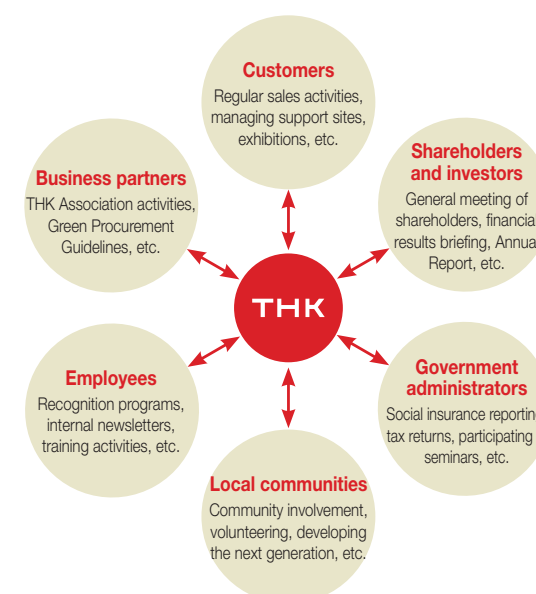 Customers
Regular sales activities,
managing support sites,
exhibitions, etc.
Shareholders
and investors
General meeting of
shareholders, financial
results briefing, Annual
Report, etc.
Business partners
THK Association activities,
Green Procurement
Guidelines, etc.
THK
Government
administrators
Social insurance reporting,
tax returns, participating
seminars, etc.
Employees
Recognition programs,
internal newsletters,
training activities, etc.
Local communities
Community involvement,
volunteering, developing
the next generation, etc.